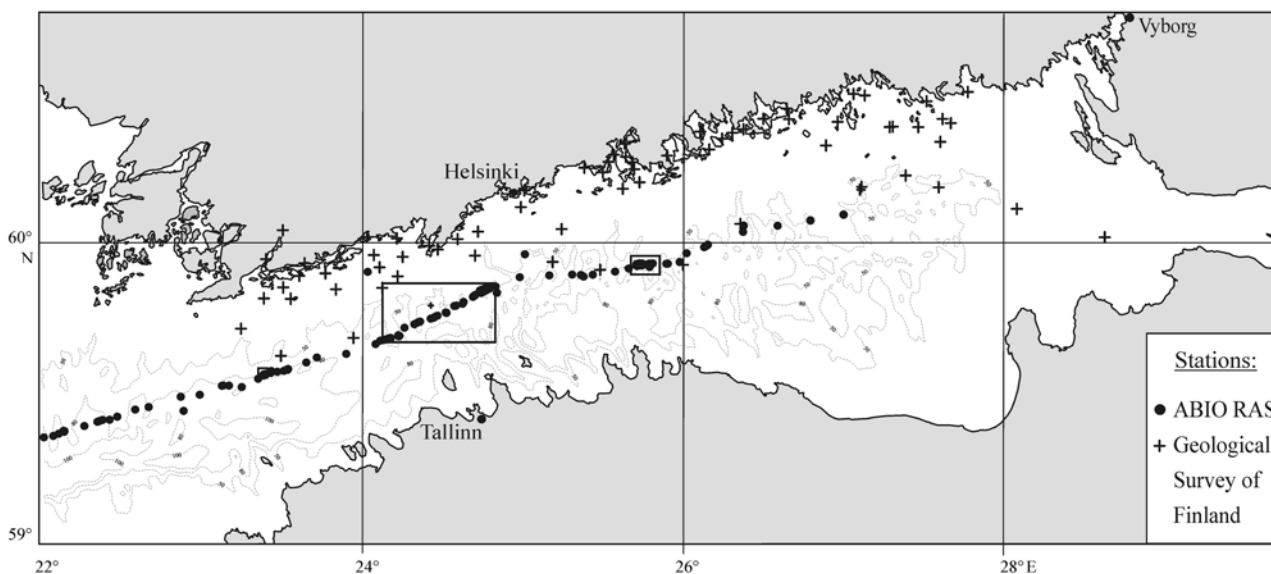 Vyborg
Helsinki
60°
N
Tallinn
Stations:
ABIO RAS
Geological
Survey of
Finland
59°
22°
24
26
28° E